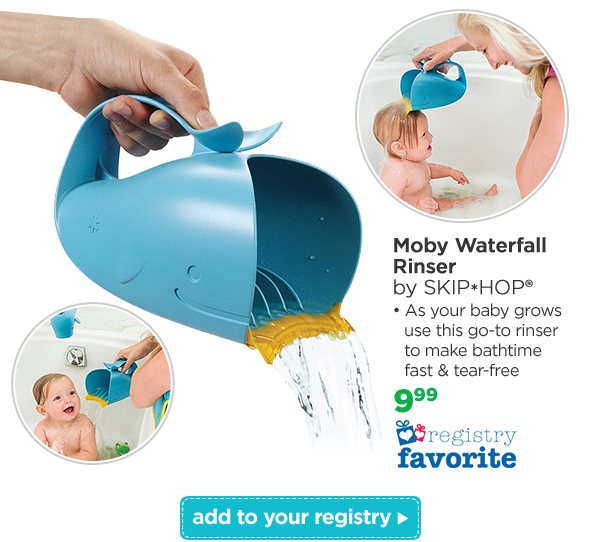 Moby Waterfall
Rinser
by SKIP*HOP®
• As your baby grows
use this go-to rinser
to make bathtime
fast & tear-free
9.99
registry
favorite
add to your registry ▸